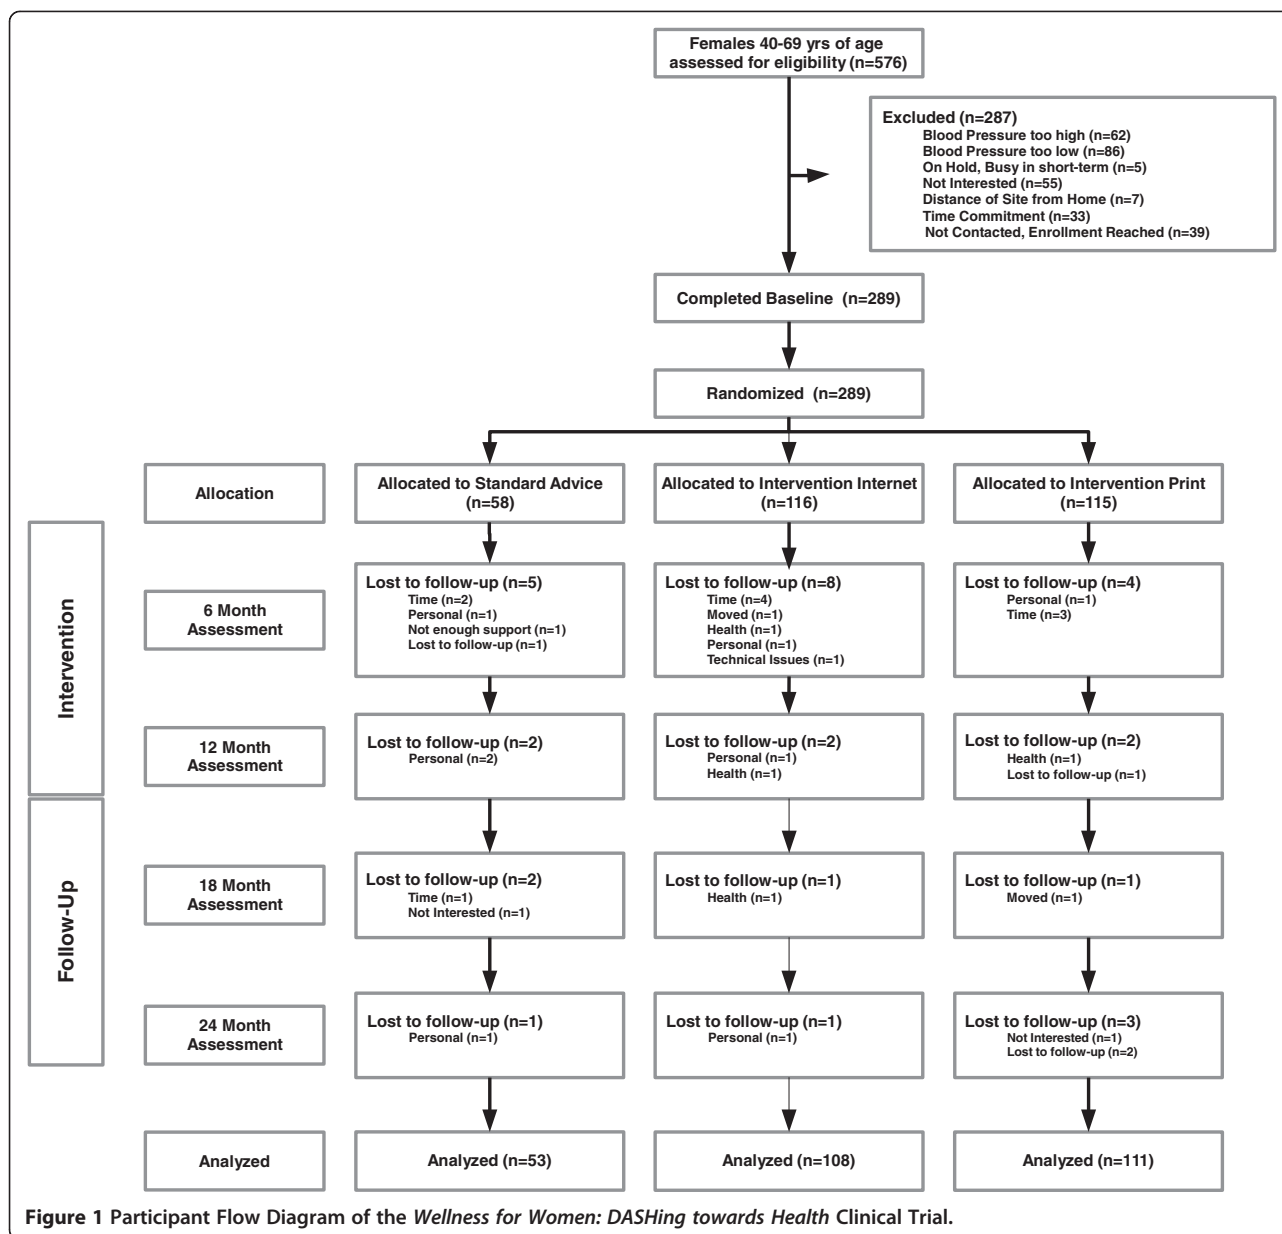 Females 40-69 yrs of age
assessed for eligibility (n=576)
Excluded (n=287)
Blood Pressure too high (n=62)
Blood Pressure too low (n=86)
On Hold, Busy in short-term (n=5)
Not Interested (n=55)
Distance of Site from Home (n=7)
Time Commitment (n=33)
Not Contacted, Enrollment Reached (n=39)
Completed Baseline (n=289)
Randomized (n=289)
Allocation
Allocated to Standard Advice
(n=58)
Allocated to Intervention Internet
(n=116)
Allocated to Intervention Print
(n=115)
Intervention
6 Month
Assessment
Lost to follow-up (n=5)
Time (n=2)
Personal (n=1)
Not enough support (n=1)
Lost to follow-up (n=1)
Lost to follow-up (n=8)
Time (n=4)
Moved (n=1)
Health (n=1)
Personal (n=1)
Technical Issues (n=1)
Lost to follow-up (n=4)
Personal (n=1)
Time (n=3)
12 Month
Assessment
Lost to follow-up (n=2)
Personal (n=2)
Lost to follow-up (n=2)
Personal (n=1)
Health (n=1)
Lost to follow-up (n=2)
Health (n=1)
Lost to follow-up (n=1)
Follow-Up
18 Month
Assessment
Lost to follow-up (n=2)
Time (n=1)
Not Interested (n=1)
Lost to follow-up (n=1)
Health (n=1)
Lost to follow-up (n=1)
Moved (n=1)
24 Month
Assessment
Lost to follow-up (n=1)
Personal (n=1)
Lost to follow-up (n=1)
Personal (n=1)
Lost to follow-up (n=3)
Not Interested (n=1)
Lost to follow-up (n=2)
Analyzed
Analyzed (n=53)
Analyzed (n=108)
Analyzed (n=111)
Figure 1 Participant Flow Diagram of the Wellness for Women: DASHing towards Health Clinical Trial.